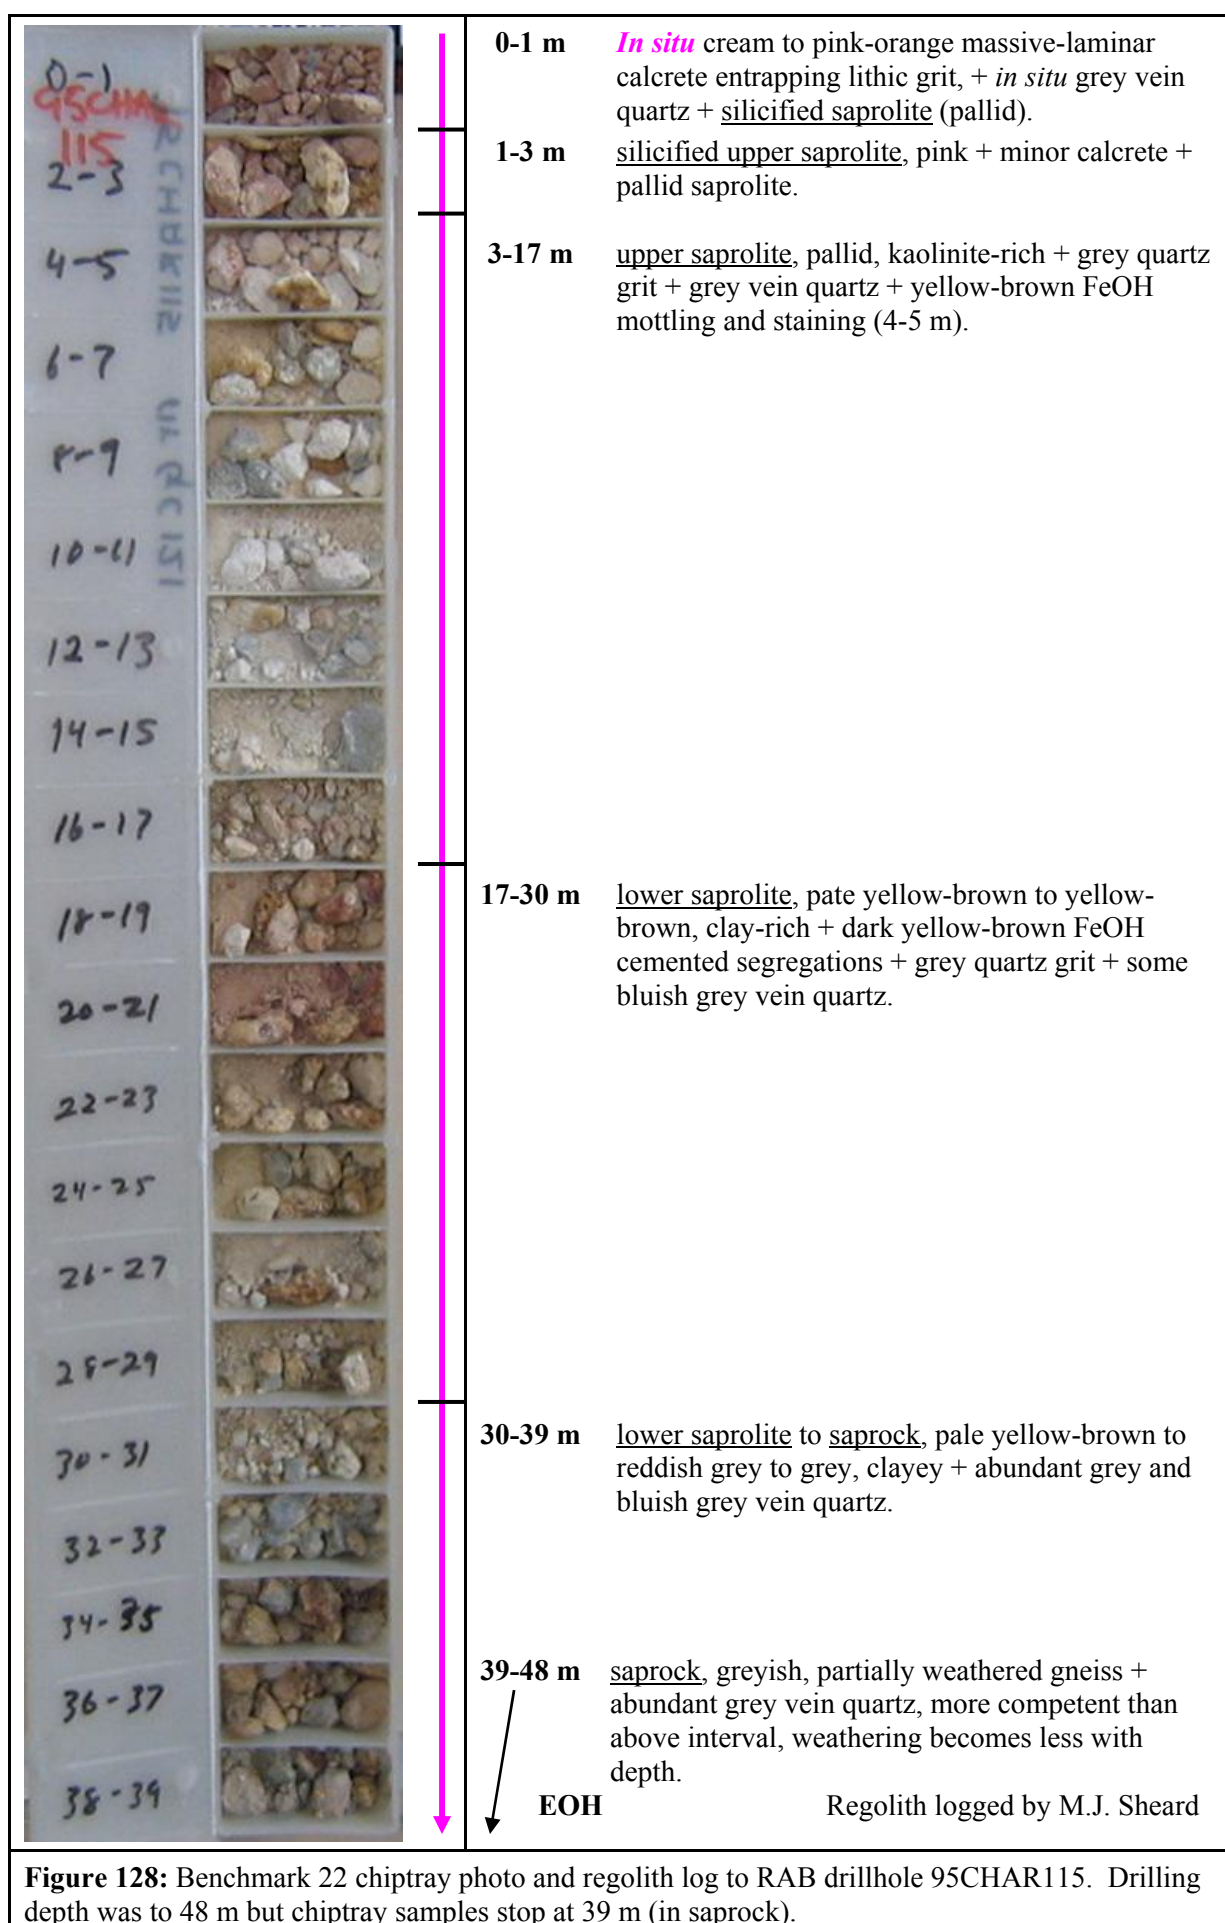 0-1
95CHAR
115
2-3
4-5
6-7
8-9
10-11
12-13
14-15
16-17
18-19
20-21
22-23
24-25
26-27
28-29
30-31
32-33
34-35
36-37
38-39
0-1 m In situ cream to pink-orange massive-laminar
calcrete entrapping lithic grit, + in situ grey vein
quartz + silicified saprolite (pallid).
1-3 m silicified upper saprolite, pink + minor calcrete +
pallid saprolite.
3-17 m upper saprolite, pallid, kaolinite-rich + grey quartz
grit + grey vein quartz + yellow-brown FeOH
mottling and staining (4-5 m).
17-30 m lower saprolite, pate yellow-brown to yellow-
brown, clay-rich + dark yellow-brown FeOH
cemented segregations + grey quartz grit + some
bluish grey vein quartz.
30-39 m lower saprolite to saprock, pale yellow-brown to
reddish grey to grey, clayey + abundant grey and
bluish grey vein quartz.
39-48 m saprock, greyish, partially weathered gneiss +
abundant grey vein quartz, more competent than
above interval, weathering becomes less with
depth.
EOH Regolith logged by M.J. Sheard
Figure 128: Benchmark 22 chiptray photo and regolith log to RAB drillhole 95CHAR115. Drilling
depth was to 48 m but chiptray samples stop at 39 m (in saprock).